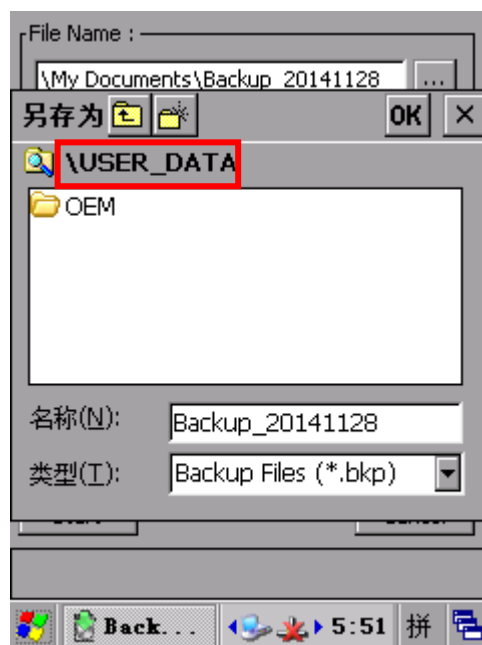 File Name :
\My Documents\Backup_20141128 ...
另存为 OK ×
\USER_DATA
OEM
名称(N): Backup_20141128
类型(T): Backup Files (*.bkp)
Back... 5:51 拼